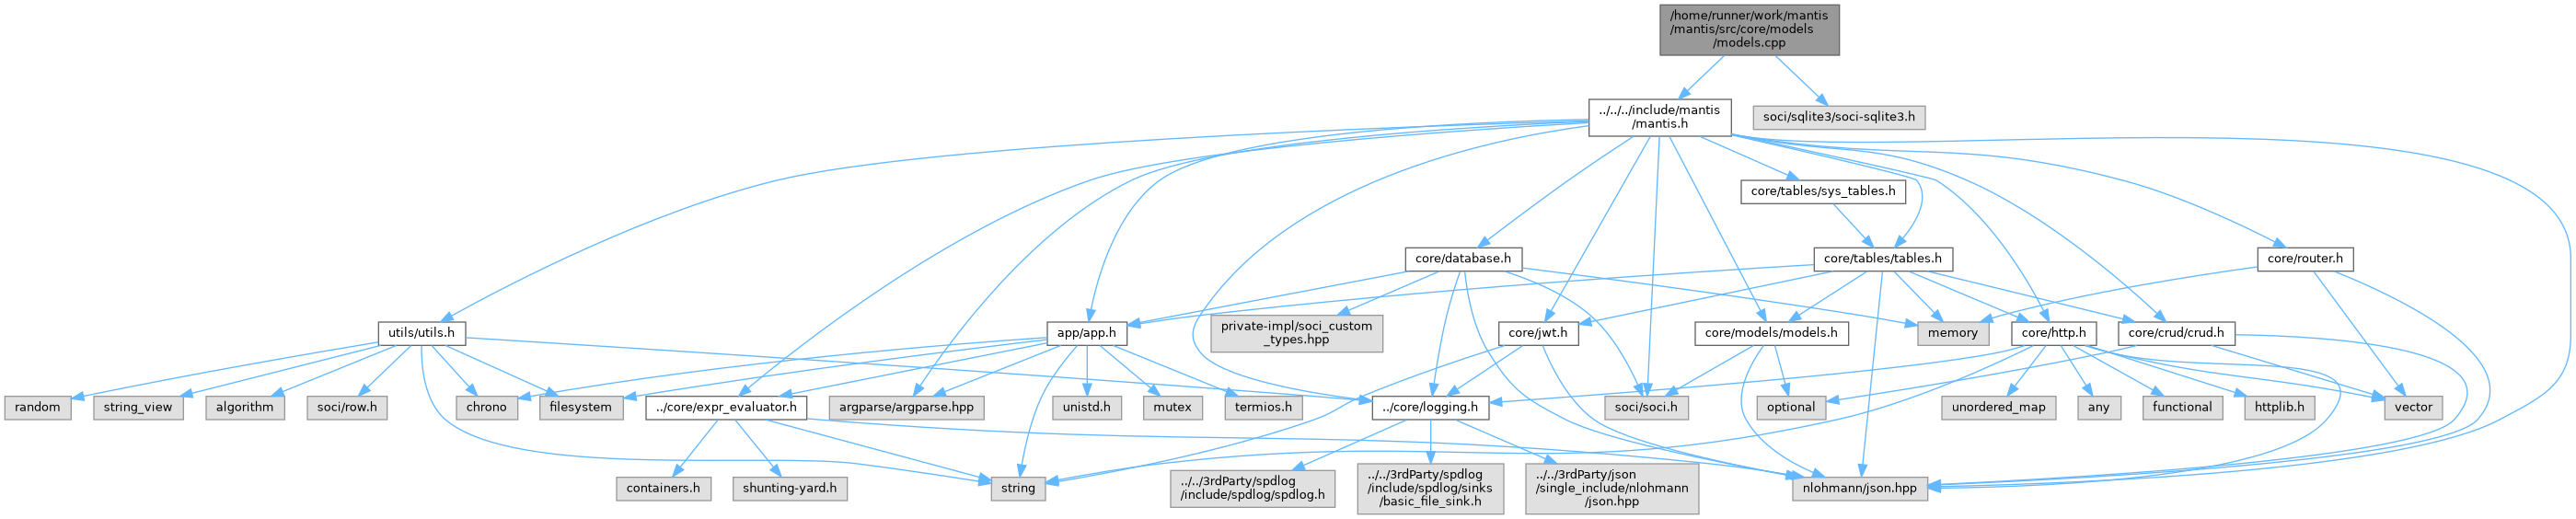 /home/runner/work/mantis
/mantis/src/core/models
/models.cpp
../../../include/mantis
/mantis.h
soci/sqlite3/soci-sqlite3.h
core/tables/sys_tables.h
core/database.h
core/tables/tables.h
core/router.h
utils/utils.h
app/app.h
private-impl/soci_custom
_types.hpp
core/jwt.h
core/models/models.h
memory
core/http.h
core/crud/crud.h
random
string_view
algorithm
soci/row.h
chrono
filesystem
../core/expr_evaluator.h
argparse/argparse.hpp
unistd.h
mutex
termios.h
../core/logging.h
soci/soci.h
optional
unordered_map
any
functional
httplib.h
vector
containers.h
shunting-yard.h
string
../../3rdParty/spdlog
/include/spdlog/spdlog.h
../../3rdParty/spdlog
/include/spdlog/sinks
/basic_file_sink.h
../../3rdParty/json
/single_include/nlohmann
/json.hpp
nlohmann/json.hpp